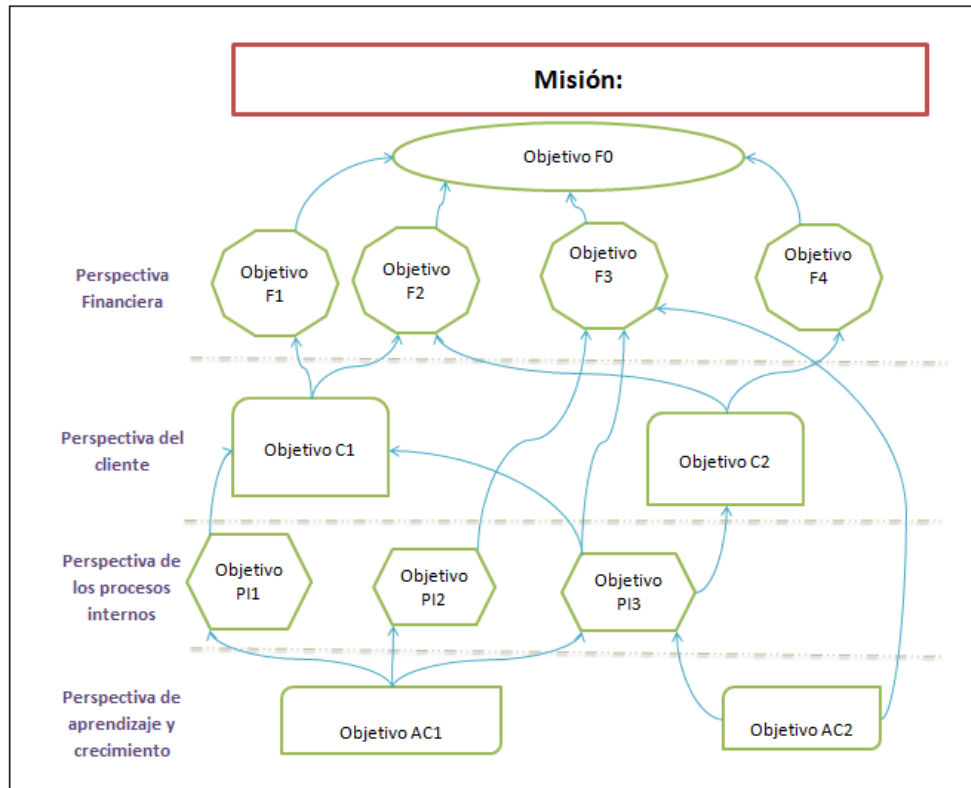 Misión:
Objetivo F0
Perspectiva
Financiera
Objetivo
F1
Objetivo
F2
Objetivo
F3
Objetivo
F4
Perspectiva del
cliente
Objetivo C1
Objetivo C2
Perspectiva de
los procesos
internos
Objetivo
PI1
Objetivo
PI2
Objetivo
PI3
Perspectiva de
aprendizaje y
crecimiento
Objetivo AC1
Objetivo AC2